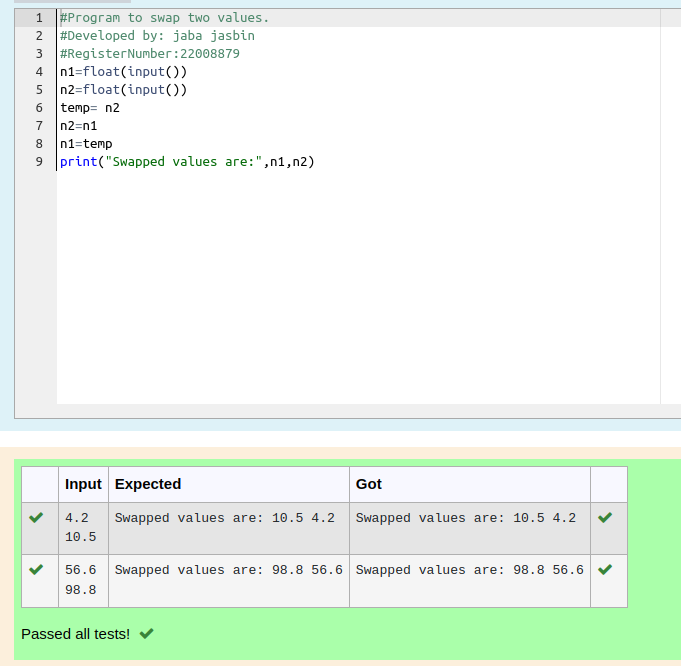 1 #Program to swap two values.
2 #Developed by: jaba jasbin
3 #RegisterNumber:22008879
4 n1=float(input())
5 n2=float(input())
6 temp= n2
7 n2=n1
8 n1=temp
9 print("Swapped values are:",n1,n2)
Input Expected Got
4.2 Swapped values are: 10.5 4.2 Swapped values are: 10.5 4.2
10.5
56.6 Swapped values are: 98.8 56.6 Swapped values are: 98.8 56.6
98.8
Passed all tests!